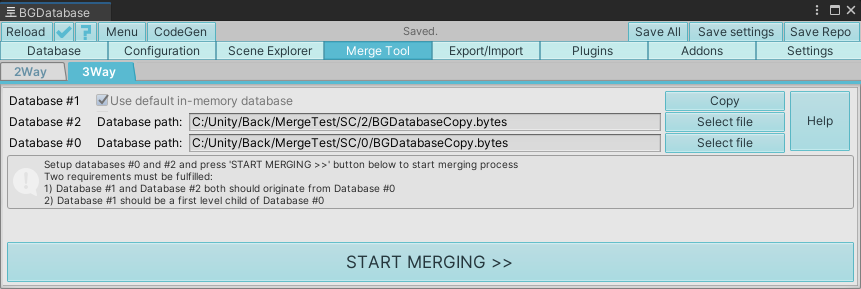 BGDatabase
Reload ? Menu CodeGen Saved. Save All Save settings Save Repo
Database Configuration Scene Explorer Merge Tool Export/Import Plugins Addons Settings
2Way 3Way
Database #1 Use default in-memory database Copy Help
Database #2 Database path: C:/Unity/Back/MergeTest/SC/2/BGDatabaseCopy.bytes Select file
Database #0 Database path: C:/Unity/Back/MergeTest/SC/0/BGDatabaseCopy.bytes Select file
Setup databases #0 and #2 and press 'START MERGING >>' button below to start merging process
Two requirements must be fulfilled:
1) Database #1 and Database #2 both should originate from Database #0
2) Database #1 should be a first level child of Database #0
START MERGING >>